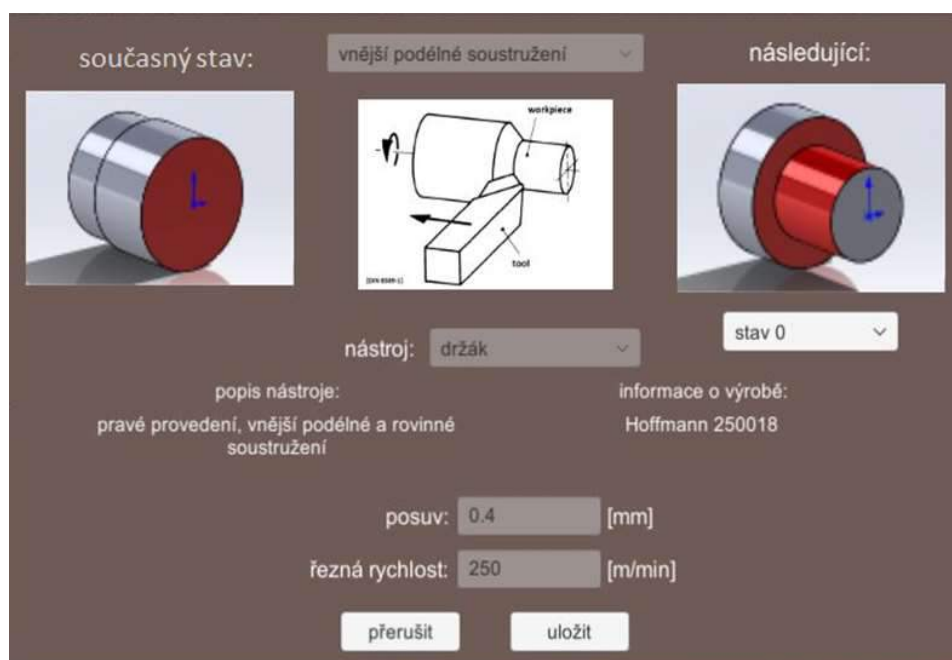 současný stav:
vnější podélné soustružení
následující:
workpiece
tool
stav 0
nástroj: držák
popis nástroje:
pravé provedení, vnější podélné a rovinné
soustružení
informace o výrobě:
Hoffmann 250018
posuv: 0.4 [mm]
řezná rychlost: 250 [m/min]
přerušit
uložit